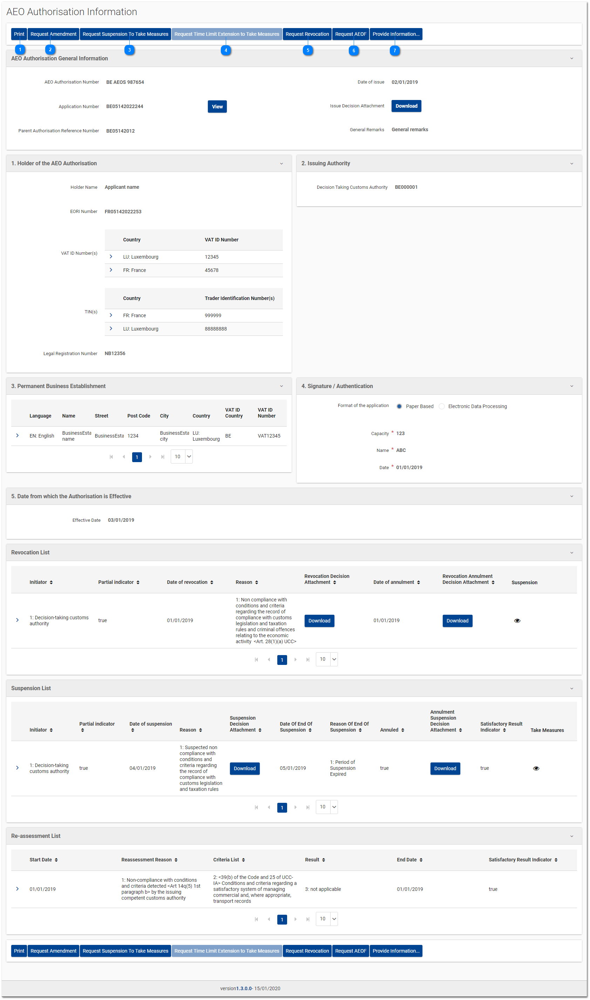 AEO Authorisation Information
Print Request Amendment Request Suspension To Take Measures Request Time Limit Extension to Take Measures Request Revocation Request AEOF Provide Information...
1 2 3 4 5 6 7
AEO Authorisation General Information
AEO Authorisation Number BE AEOS 987654 Date of issue 02/01/2019
Application Number BE05142022244 View Issue Decision Attachment Download
Parent Authorisation Reference Number BE05142012 General Remarks General remarks
1. Holder of the AEO Authorisation
Holder Name Applicant name
EORI Number FR05142022253
VAT ID Number(s)
Country VAT ID Number
LU: Luxembourg 12345
FR: France 45678
TIN(s)
Country Trader Identification Number(s)
FR: France 999999
LU: Luxembourg 88888888
Legal Registration Number NB12356
2. Issuing Authority
Decision Taking Customs Authority BE000001
3. Permanent Business Establishment
Language Name Street Post Code City Country VAT ID Country VAT ID Number
EN: English BusinessEsta name BusinessEsta 1234 BusinessEsta city LU: Luxembourg BE VAT12345
1 10
4. Signature / Authentication
Format of the application Paper Based Electronic Data Processing
Capacity * 123
Name * ABC
Date * 01/01/2019
5. Date from which the Authorisation is Effective
Effective Date 03/01/2019
Revocation List
Initiator Partial indicator Date of revocation Reason Revocation Decision Attachment Date of annulment Revocation Annulment Decision Attachment Suspension
1: Decision-taking customs authority
true
01/01/2019
1: Non compliance with
conditions and criteria
regarding the record of
compliance with customs
legislation and taxation
rules and criminal offences
relating to the economic
activity <Art. 28(1)(a) UCC>
Download
01/01/2019
Download
1 10
Suspension List
Initiator Partial indicator Date of suspension Reason Suspension Decision Attachment Date Of End Of Suspension Reason Of End Of Suspension Annuled Annulment Suspension Decision Attachment Satisfactory Result Indicator Take Measures
1: Decision-taking
customs authority
true
04/01/2019
1: Suspected non
compliance with
conditions and
criteria regarding
the record of
compliance with
customs legislation
and taxation rules
Download
05/01/2019
1: Period of
Suspension
Expired
true
Download
true
1 10
Re-assessment List
Start Date Reassessment Reason Criteria List Result End Date Satisfactory Result Indicator
01/01/2019
1: Non-compliance with conditions
and criteria detected <Art 14q(5) 1st
paragraph b> by the issuing
competent customs authority
2: <39(b) of the Code and 25 of UCC-
IA> Conditions and criteria regarding a
satisfactory system of managing
commercial and, where appropriate,
transport records
3: not applicable
01/01/2019
true
1 10
Print Request Amendment Request Suspension To Take Measures Request Time Limit Extension to Take Measures Request Revocation Request AEOF Provide Information...
version1.3.0.0- 15/01/2020